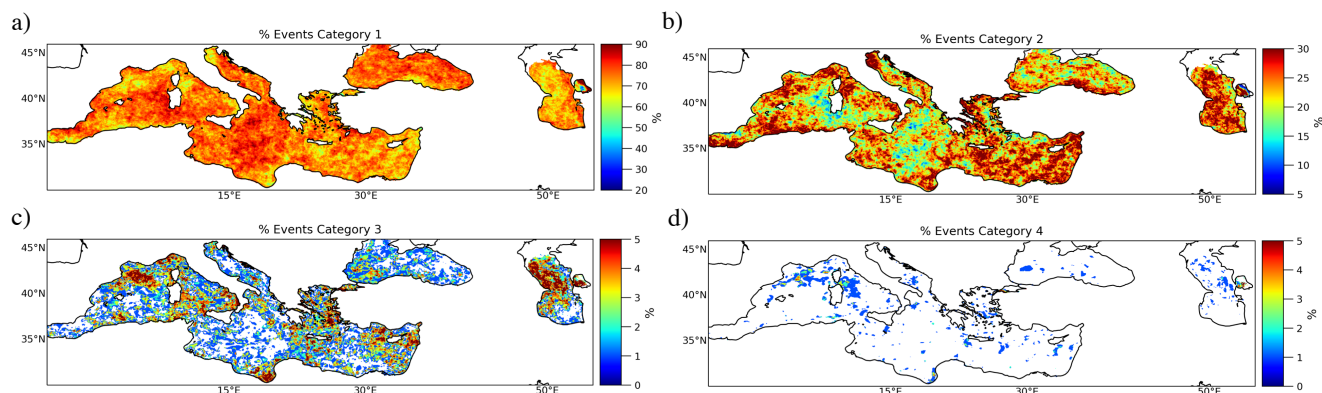 a)
% Events Category 1
45°N
40°N
35°N
15°E
30°E
50°E
90
80
70
60
50
40
30
20
%
b)
% Events Category 2
45°N
40°N
35°N
15°E
30°E
50°E
30
25
20
15
10
5
%
c)
% Events Category 3
45°N
40°N
35°N
15°E
30°E
50°E
5
4
3
2
1
0
%
d)
% Events Category 4
45°N
40°N
35°N
15°E
30°E
50°E
5
4
3
2
1
0
%